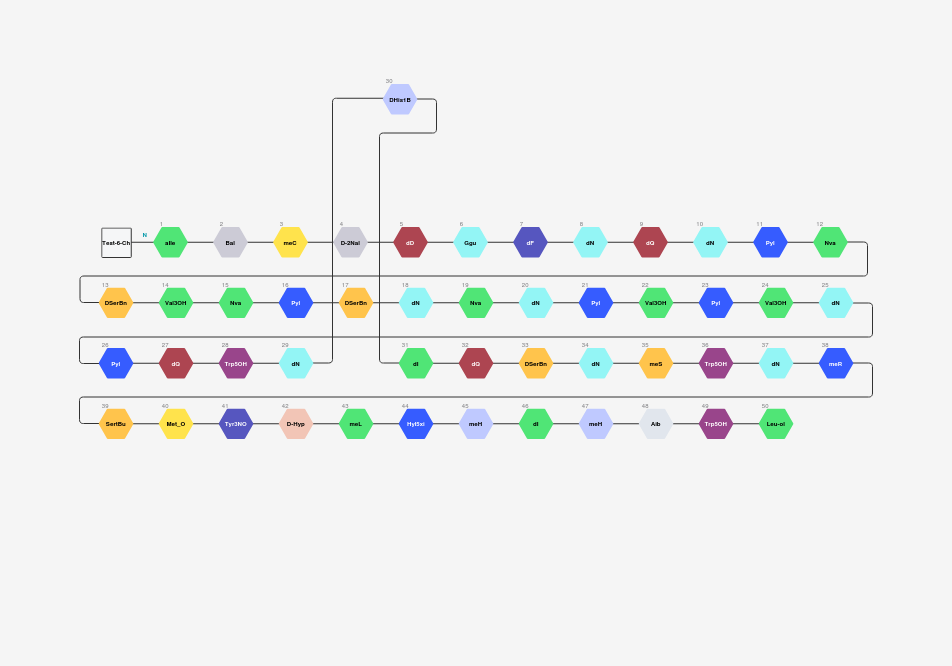 30
DHis1B
1 2 3 4 5 6 7 8 9 10 11 12
Test-6-Ch N aIle Bal meC D-2Nal dD Ggu dF dN dQ dN Pyl Nva
13 14 15 16 17 18 19 20 21 22 23 24 25
DSerBn Val3OH Nva Pyl DSerBn dN Nva dN Pyl Val3OH Pyl Val3OH dN
26 27 28 29 31 32 33 34 35 36 37 38
Pyl dQ Trp5OH dN dI dQ DSerBn dN meS Trp5OH dN meR
39 40 41 42 43 44 45 46 47 48 49 50
SertBu Met_O Tyr3NO D-Hyp meL Hyl5xi meH dI meH Aib Trp5OH Leu-ol